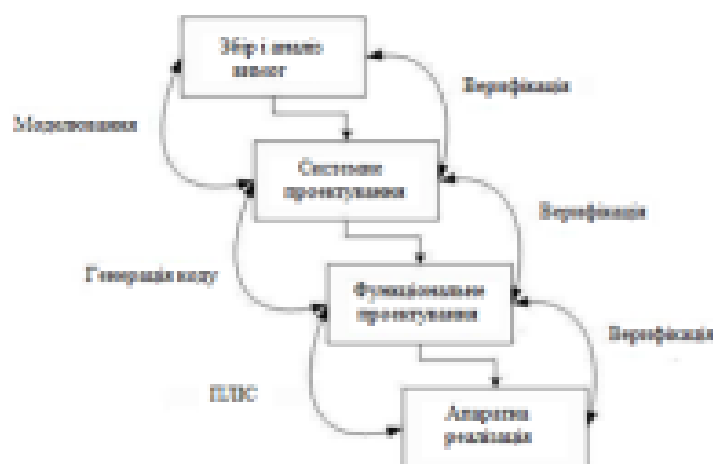 Збір і аналіз
вимог
Верифікація
Моделювання
Системне
проектування
Верифікація
Генерація коду
Функціональне
проектування
Верифікація
ПЛІС
Апаратна
реалізація